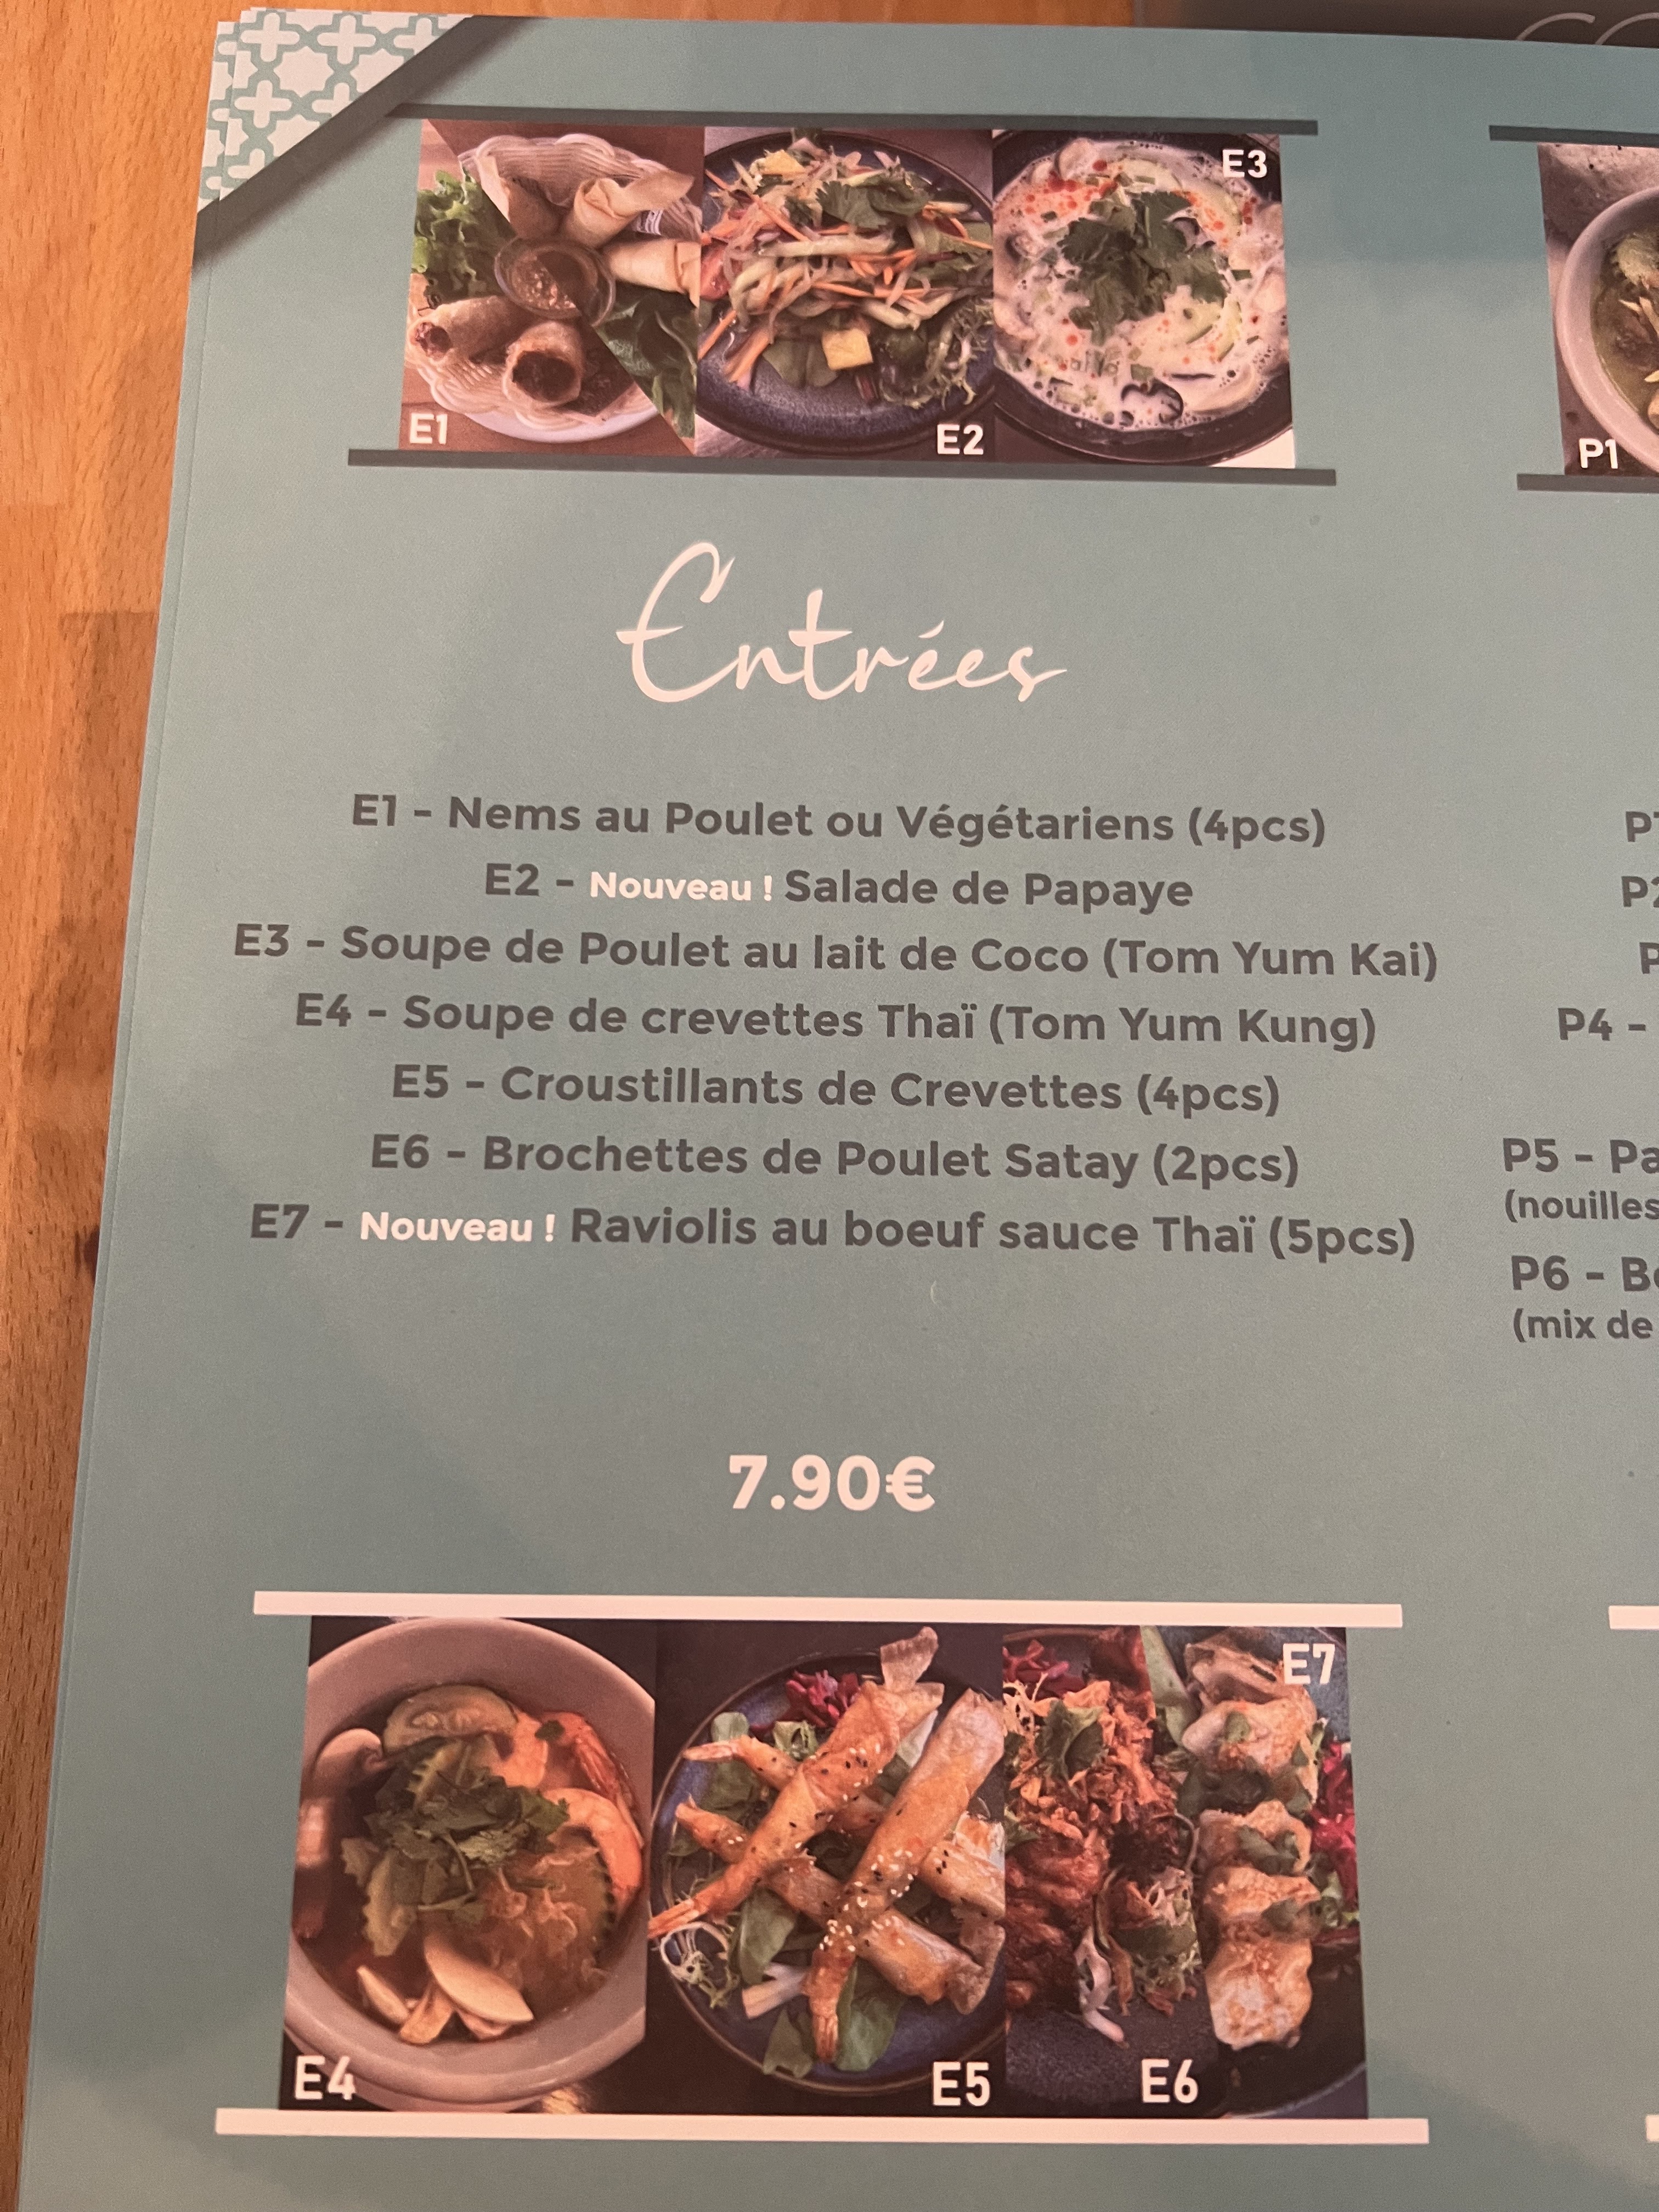 E3
E1
E2
P1
Entrées
E1 - Nems au Poulet ou Végétariens (4pcs)
E2 - Nouveau ! Salade de Papaye
E3 - Soupe de Poulet au lait de Coco (Tom Yum Kai)
E4 - Soupe de crevettes Thaï (Tom Yum Kung)
E5 - Croustillants de Crevettes (4pcs)
E6 - Brochettes de Poulet Satay (2pcs)
E7 - Nouveau ! Raviolis au boeuf sauce Thaï (5pcs)
7.90€
P4 -
P5 -
(nouilles
P6 -
(mix de
E7
E4
E5
E6